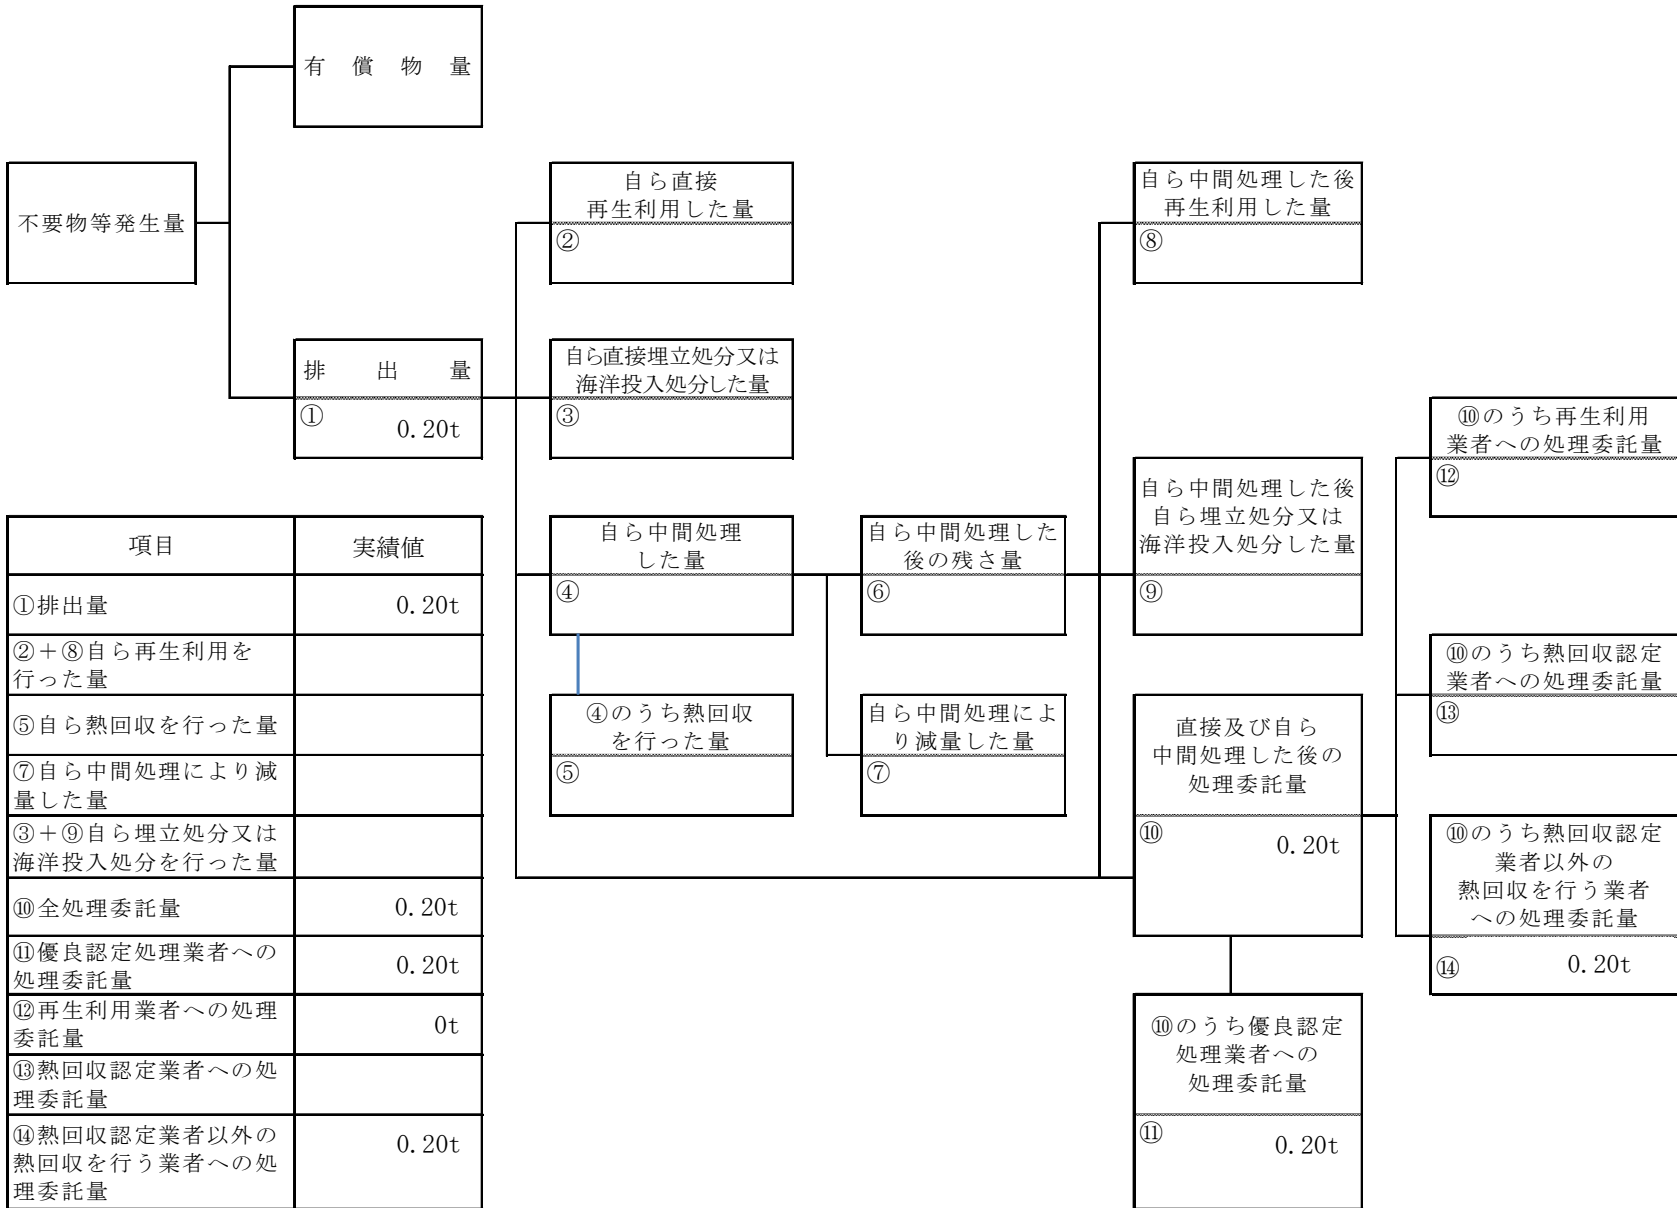 有償物量
不要物等発生量
排出量
① 0.20t
自ら直接
再生利用した量
②
自ら直接埋立処分又は
海洋投入処分した量
③
自ら中間処理
した量
④
④のうち熱回収
を行った量
⑤
自ら中間処理した
後の残さ量
⑥
自ら中間処理によ
り減量した量
⑦
自ら中間処理した後
再生利用した量
⑧
自ら中間処理した後
自ら埋立処分又は
海洋投入処分した量
⑨
直接及び自ら
中間処理した後の
処理委託量
⑩ 0.20t
⑩のうち優良認定
処理業者への
処理委託量
⑪ 0.20t
⑩のうち再生利用
業者への処理委託量
⑫
⑩のうち熱回収認定
業者への処理委託量
⑬
⑩のうち熱回収認定
業者以外の
熱回収を行う業者
への処理委託量
⑭ 0.20t
項目 実績値
①排出量 0.20t
②+⑧自ら再生利用を
行った量
⑤自ら熱回収を行った量
⑦自ら中間処理により減
量した量
③+⑨自ら埋立処分又は
海洋投入処分を行った量
⑩全処理委託量 0.20t
⑪優良認定処理業者への
処理委託量 0.20t
⑫再生利用業者への処理
委託量 0t
⑬熱回収認定業者への処
理委託量
⑭熱回収認定業者以外の
熱回収を行う業者への処
理委託量 0.20t